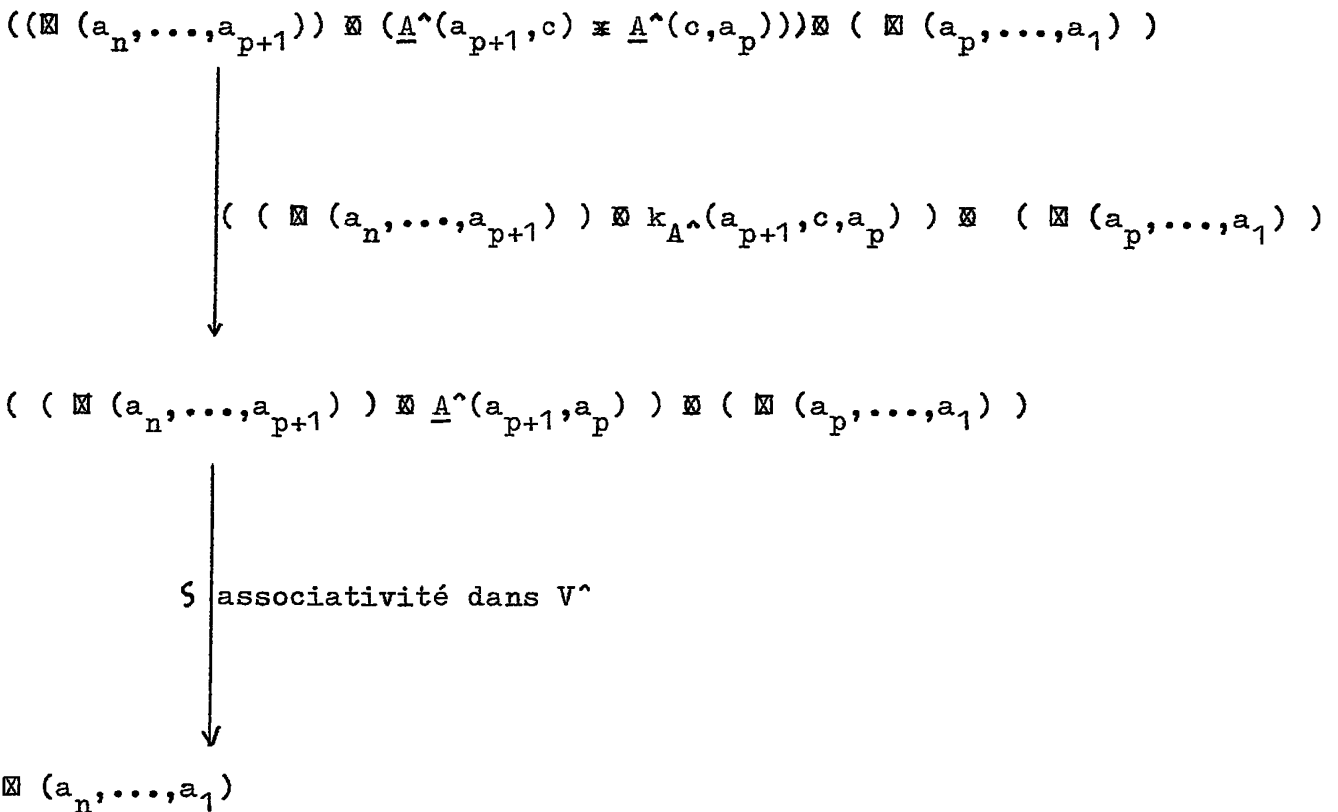 ((⊠ (a_n,...,a_{p+1})) ⊠ (A^(a_{p+1},c) ⊠ A^(c,a_p)))⊠ ( ⊠ (a_p,...,a_1) )
( ( ⊠ (a_n,...,a_{p+1}) ) ⊠ k_{A^}(a_{p+1},c,a_p) ) ⊠ ( ⊠ (a_p,...,a_1) )
( ( ⊠ (a_n,...,a_{p+1}) ) ⊠ A^(a_{p+1},a_p) ) ⊠ ( ⊠ (a_p,...,a_1) )
S associativité dans V^
⊠ (a_n,...,a_1)